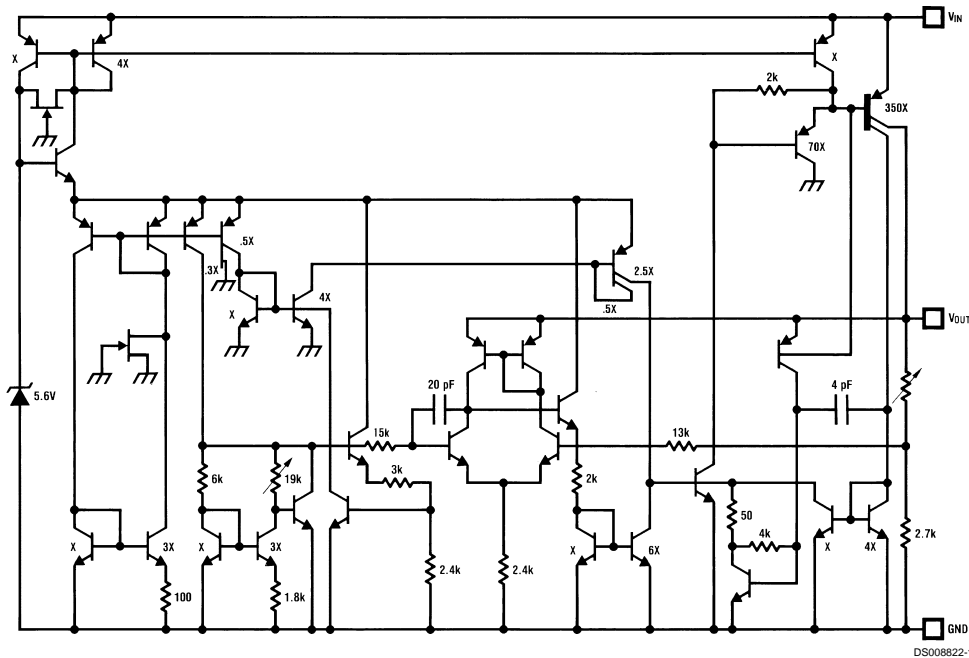 VIN
X
4X
X
2k
350X
70X
.5X
.3X
4X
2.5X
X
.5X
VOUT
5.6V
20 pF
4 pF
15k
13k
3k
6k
19k
2k
50
4k
X
3X
X
3X
X
6X
X
4X
2.7k
100
1.8k
2.4k
2.4k
GND
DS008822-